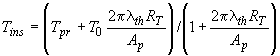 T_ins = (T_pr + T_0 2πλ_th R_T / A_p) / (1 + 2πλ_th R_T / A_p)